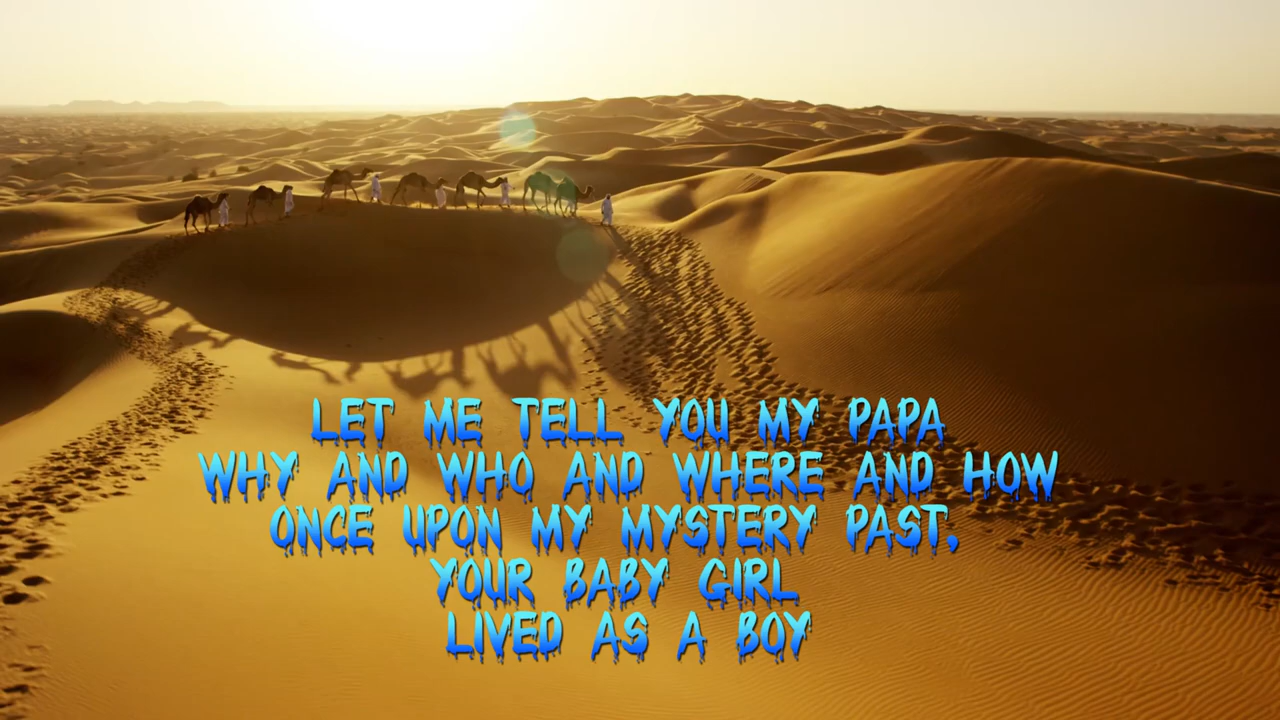 LET ME TELL YOU MY PAPA
WHY AND WHO AND WHERE AND HOW
ONCE UPON MY MYSTERY PAST,
YOUR BABY GIRL
LIVED AS A BOY